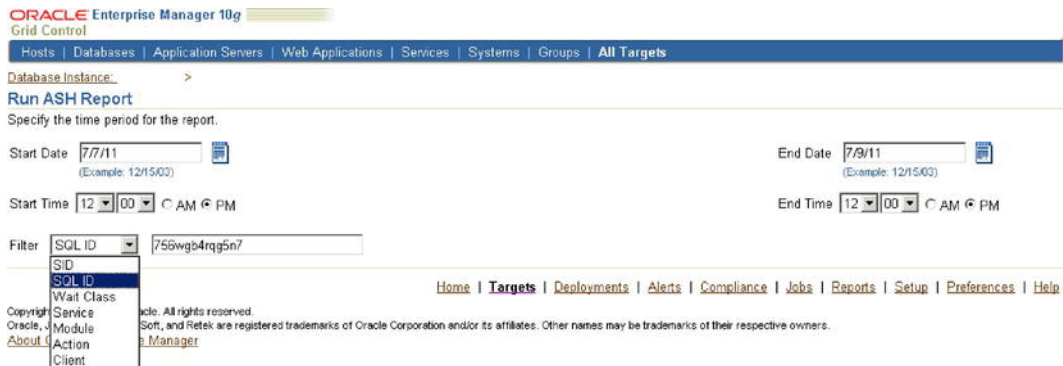 ORACLE Enterprise Manager 10g
Grid Control
Hosts | Databases | Application Servers | Web Applications | Services | Systems | Groups | All Targets
Database Instance: >
Run ASH Report
Specify the time period for the report.
Start Date 7/7/11 End Date 7/9/11
(Example: 12/15/03) (Example: 12/15/03)
Start Time 12 00 AM PM End Time 12 00 AM PM
Filter SQL ID 756wgb4rqg5n7
SID
SQL ID
Wait Class
Service
Module
Action
Client
Home | Targets | Deployments | Alerts | Compliance | Jobs | Reports | Setup | Preferences | Help
Copyright acle. All rights reserved.
Oracle, J Soft, and Retek are registered trademarks of Oracle Corporation and/or its affiliates. Other names may be trademarks of their respective owners.
About O e Manager